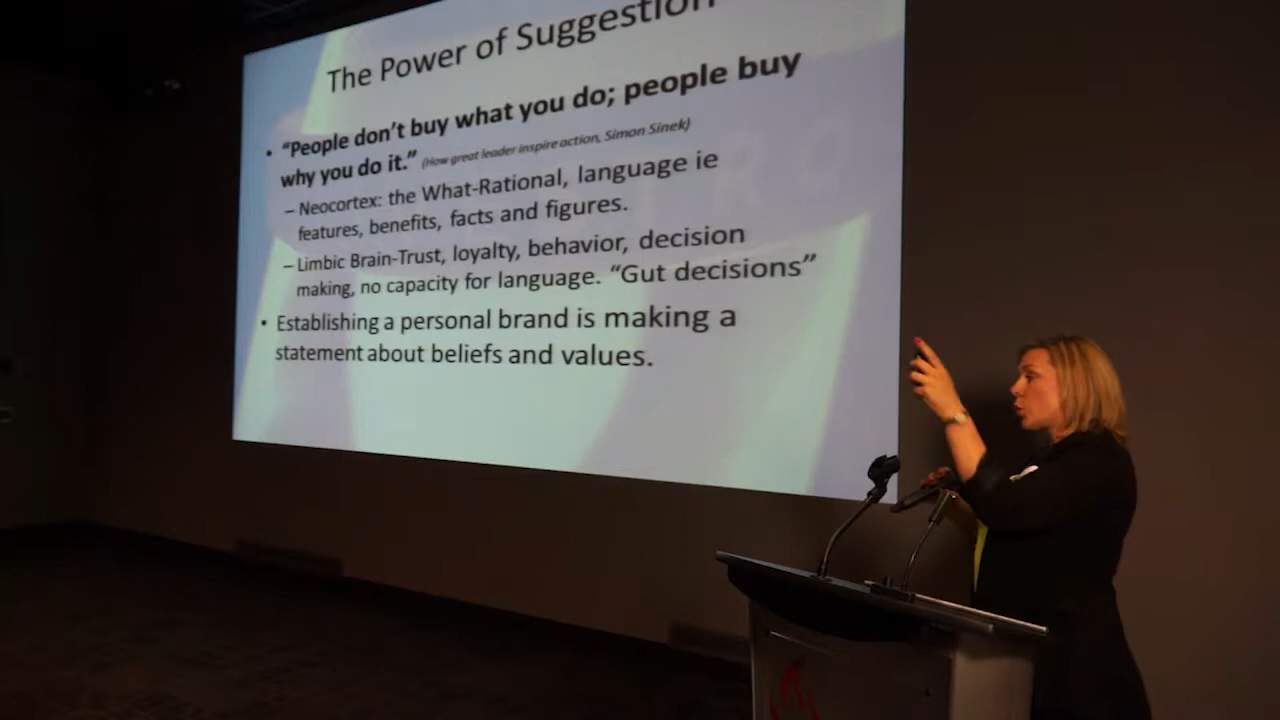 The Power of Suggestion
• “People don’t buy what you do; people buy
why you do it.” (How great leader inspire action, Simon Sinek)
– Neocortex: the What-Rational, language ie
features, benefits, facts and figures.
– Limbic Brain-Trust, loyalty, behavior, decision
making, no capacity for language. “Gut decisions”
• Establishing a personal brand is making a
statement about beliefs and values.